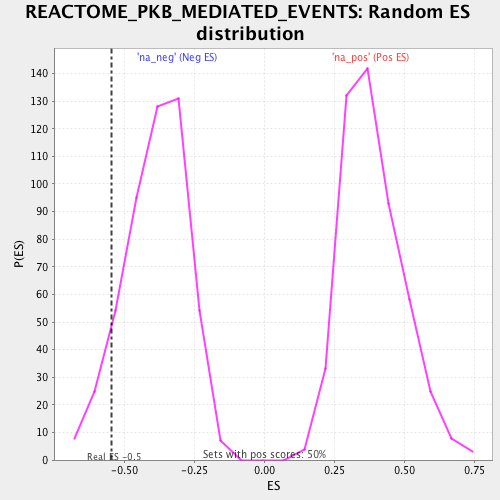 REACTOME_PKB_MEDIATED_EVENTS: Random ES
distribution
'na_neg' (Neg ES)
'na_pos' (Pos ES)
140
130
120
110
100
90
80
70
60
50
40
30
20
10
0
P(ES)
Real ES -0.5
Sets with pos scores: 50%
-0.50
-0.25
0.00
0.25
0.50
0.75
ES